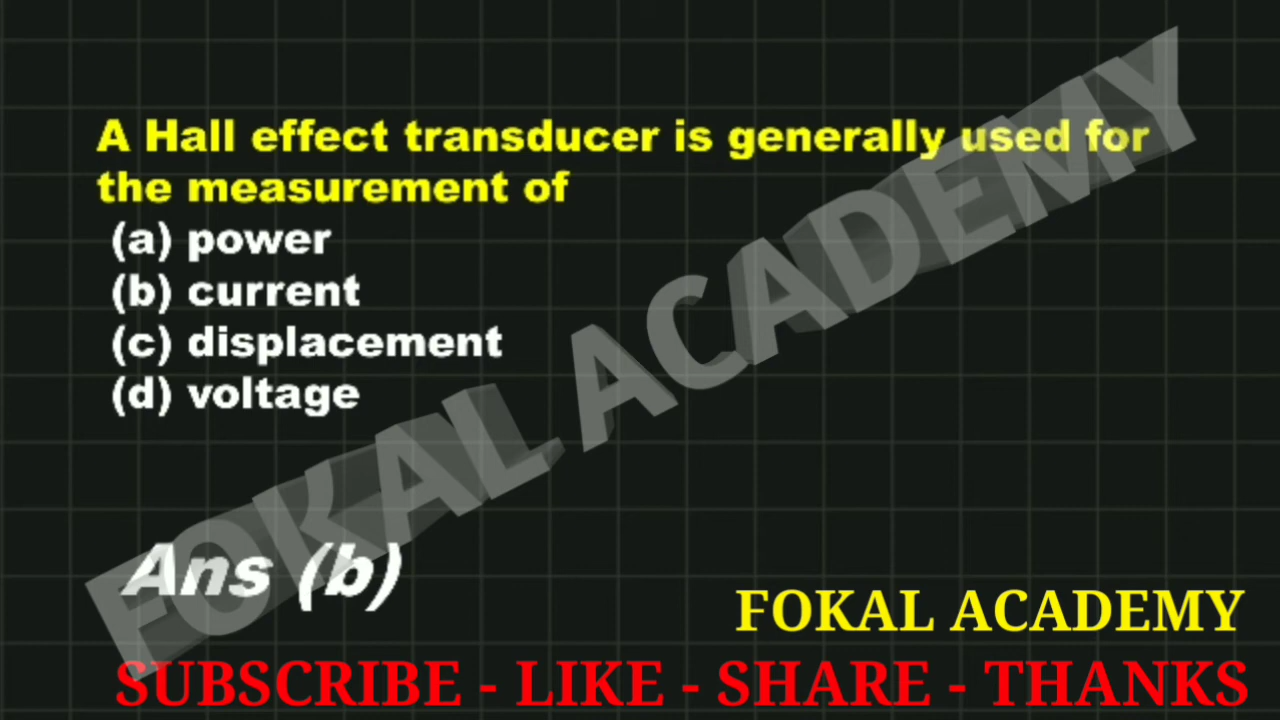 A Hall effect transducer is generally used for
the measurement of
(a) power
(b) current
(c) displacement
(d) voltage
FOKAL ACADEMY
Ans (b)
FOKAL ACADEMY
SUBSCRIBE - LIKE - SHARE - THANKS